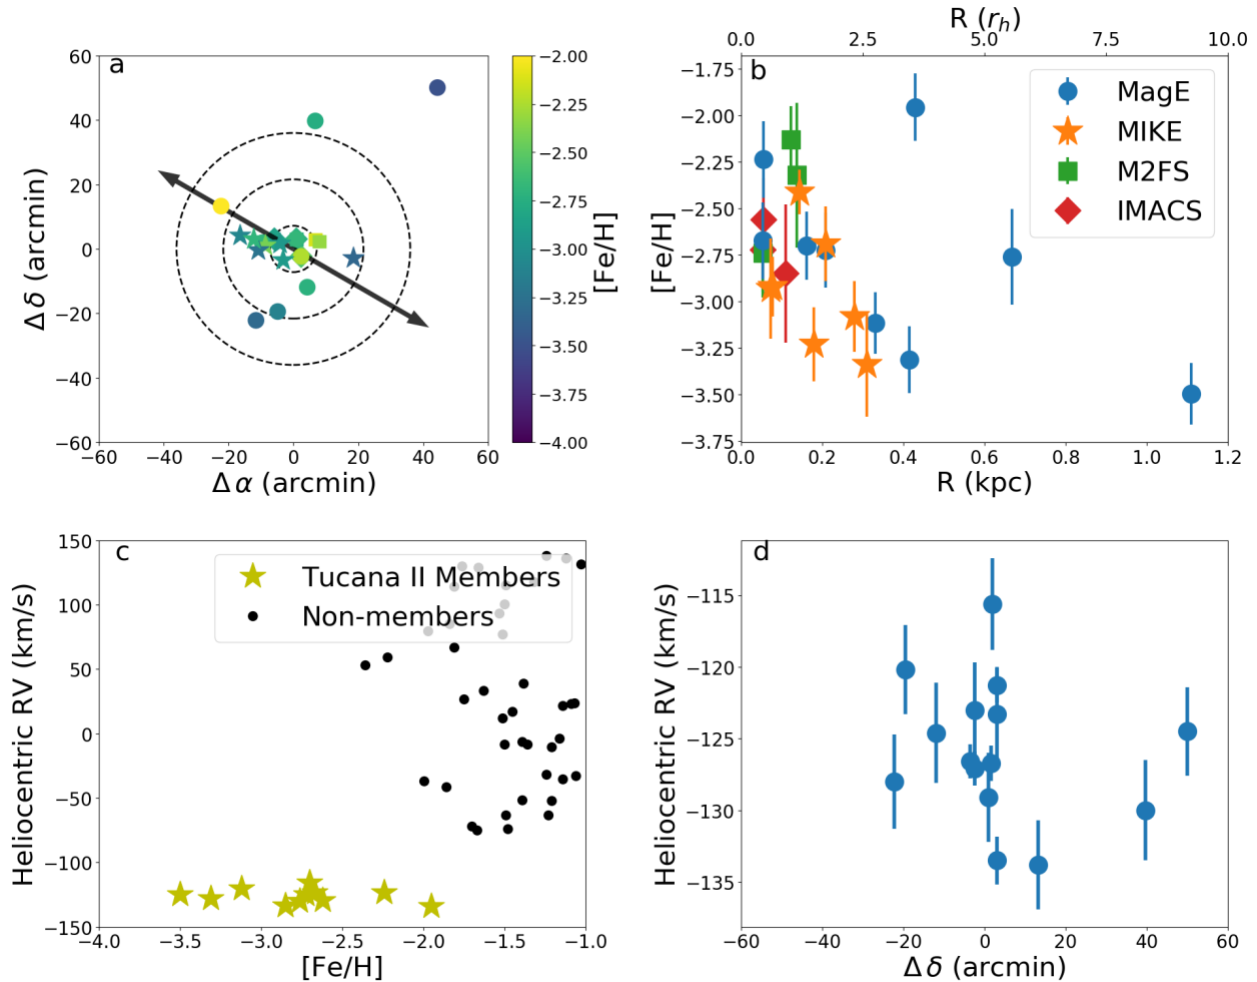 R (r_h)
0.0 2.5 5.0 7.5 10.0
a
60
40
20
0
−20
−40
−60
−60 −40 −20 0 20 40 60
Δ α (arcmin)
Δ δ (arcmin)
−2.00
−2.25
−2.50
−2.75
−3.00
−3.25
−3.50
−3.75
−4.00
[Fe/H]
b
−1.75
−2.00
−2.25
−2.50
−2.75
−3.00
−3.25
−3.50
−3.75
[Fe/H]
MagE
MIKE
M2FS
IMACS
0.0 0.2 0.4 0.6 0.8 1.0 1.2
R (kpc)
c
150
100
50
0
−50
−100
−150
Heliocentric RV (km/s)
Tucana II Members
Non-members
−4.0 −3.5 −3.0 −2.5 −2.0 −1.5 −1.0
[Fe/H]
d
−115
−120
−125
−130
−135
Heliocentric RV (km/s)
−60 −40 −20 0 20 40 60
Δ δ (arcmin)